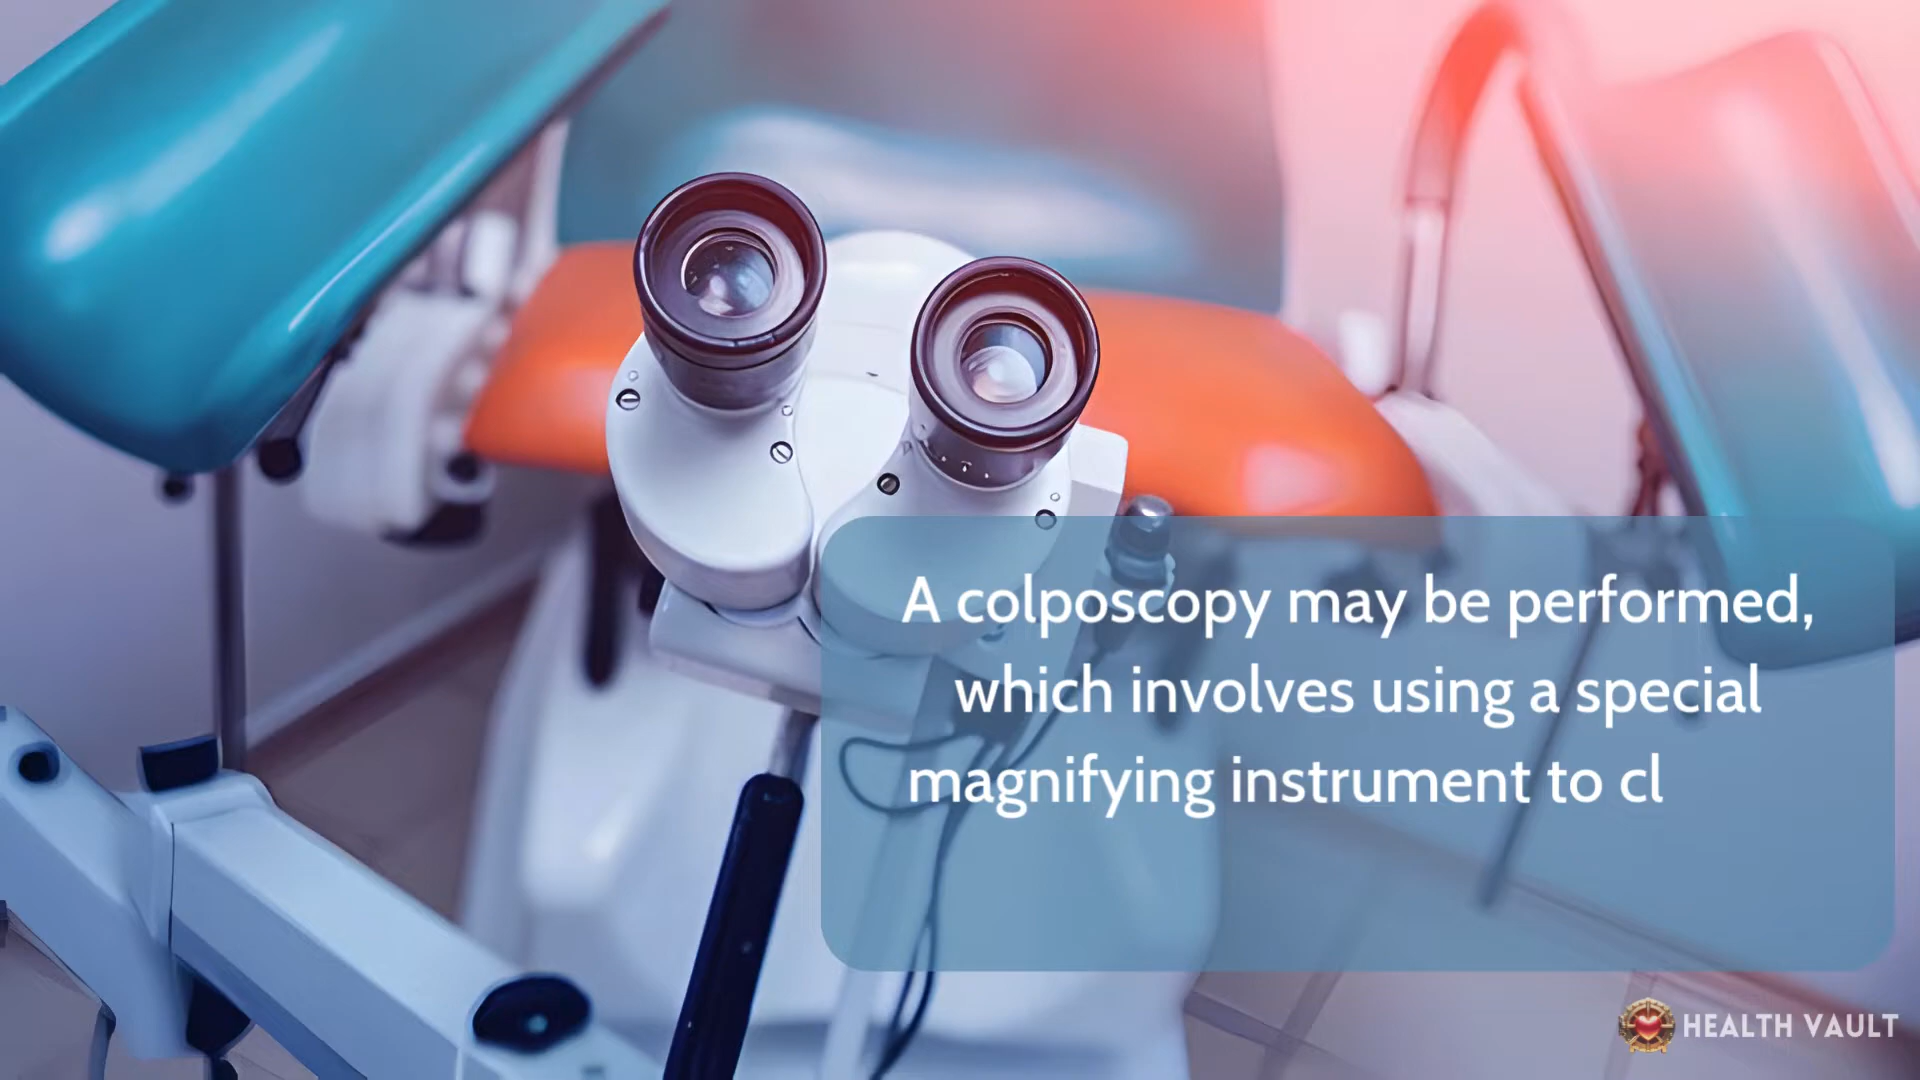 A colposcopy may be performed,
which involves using a special
magnifying instrument to cl
HEALTH VAULT